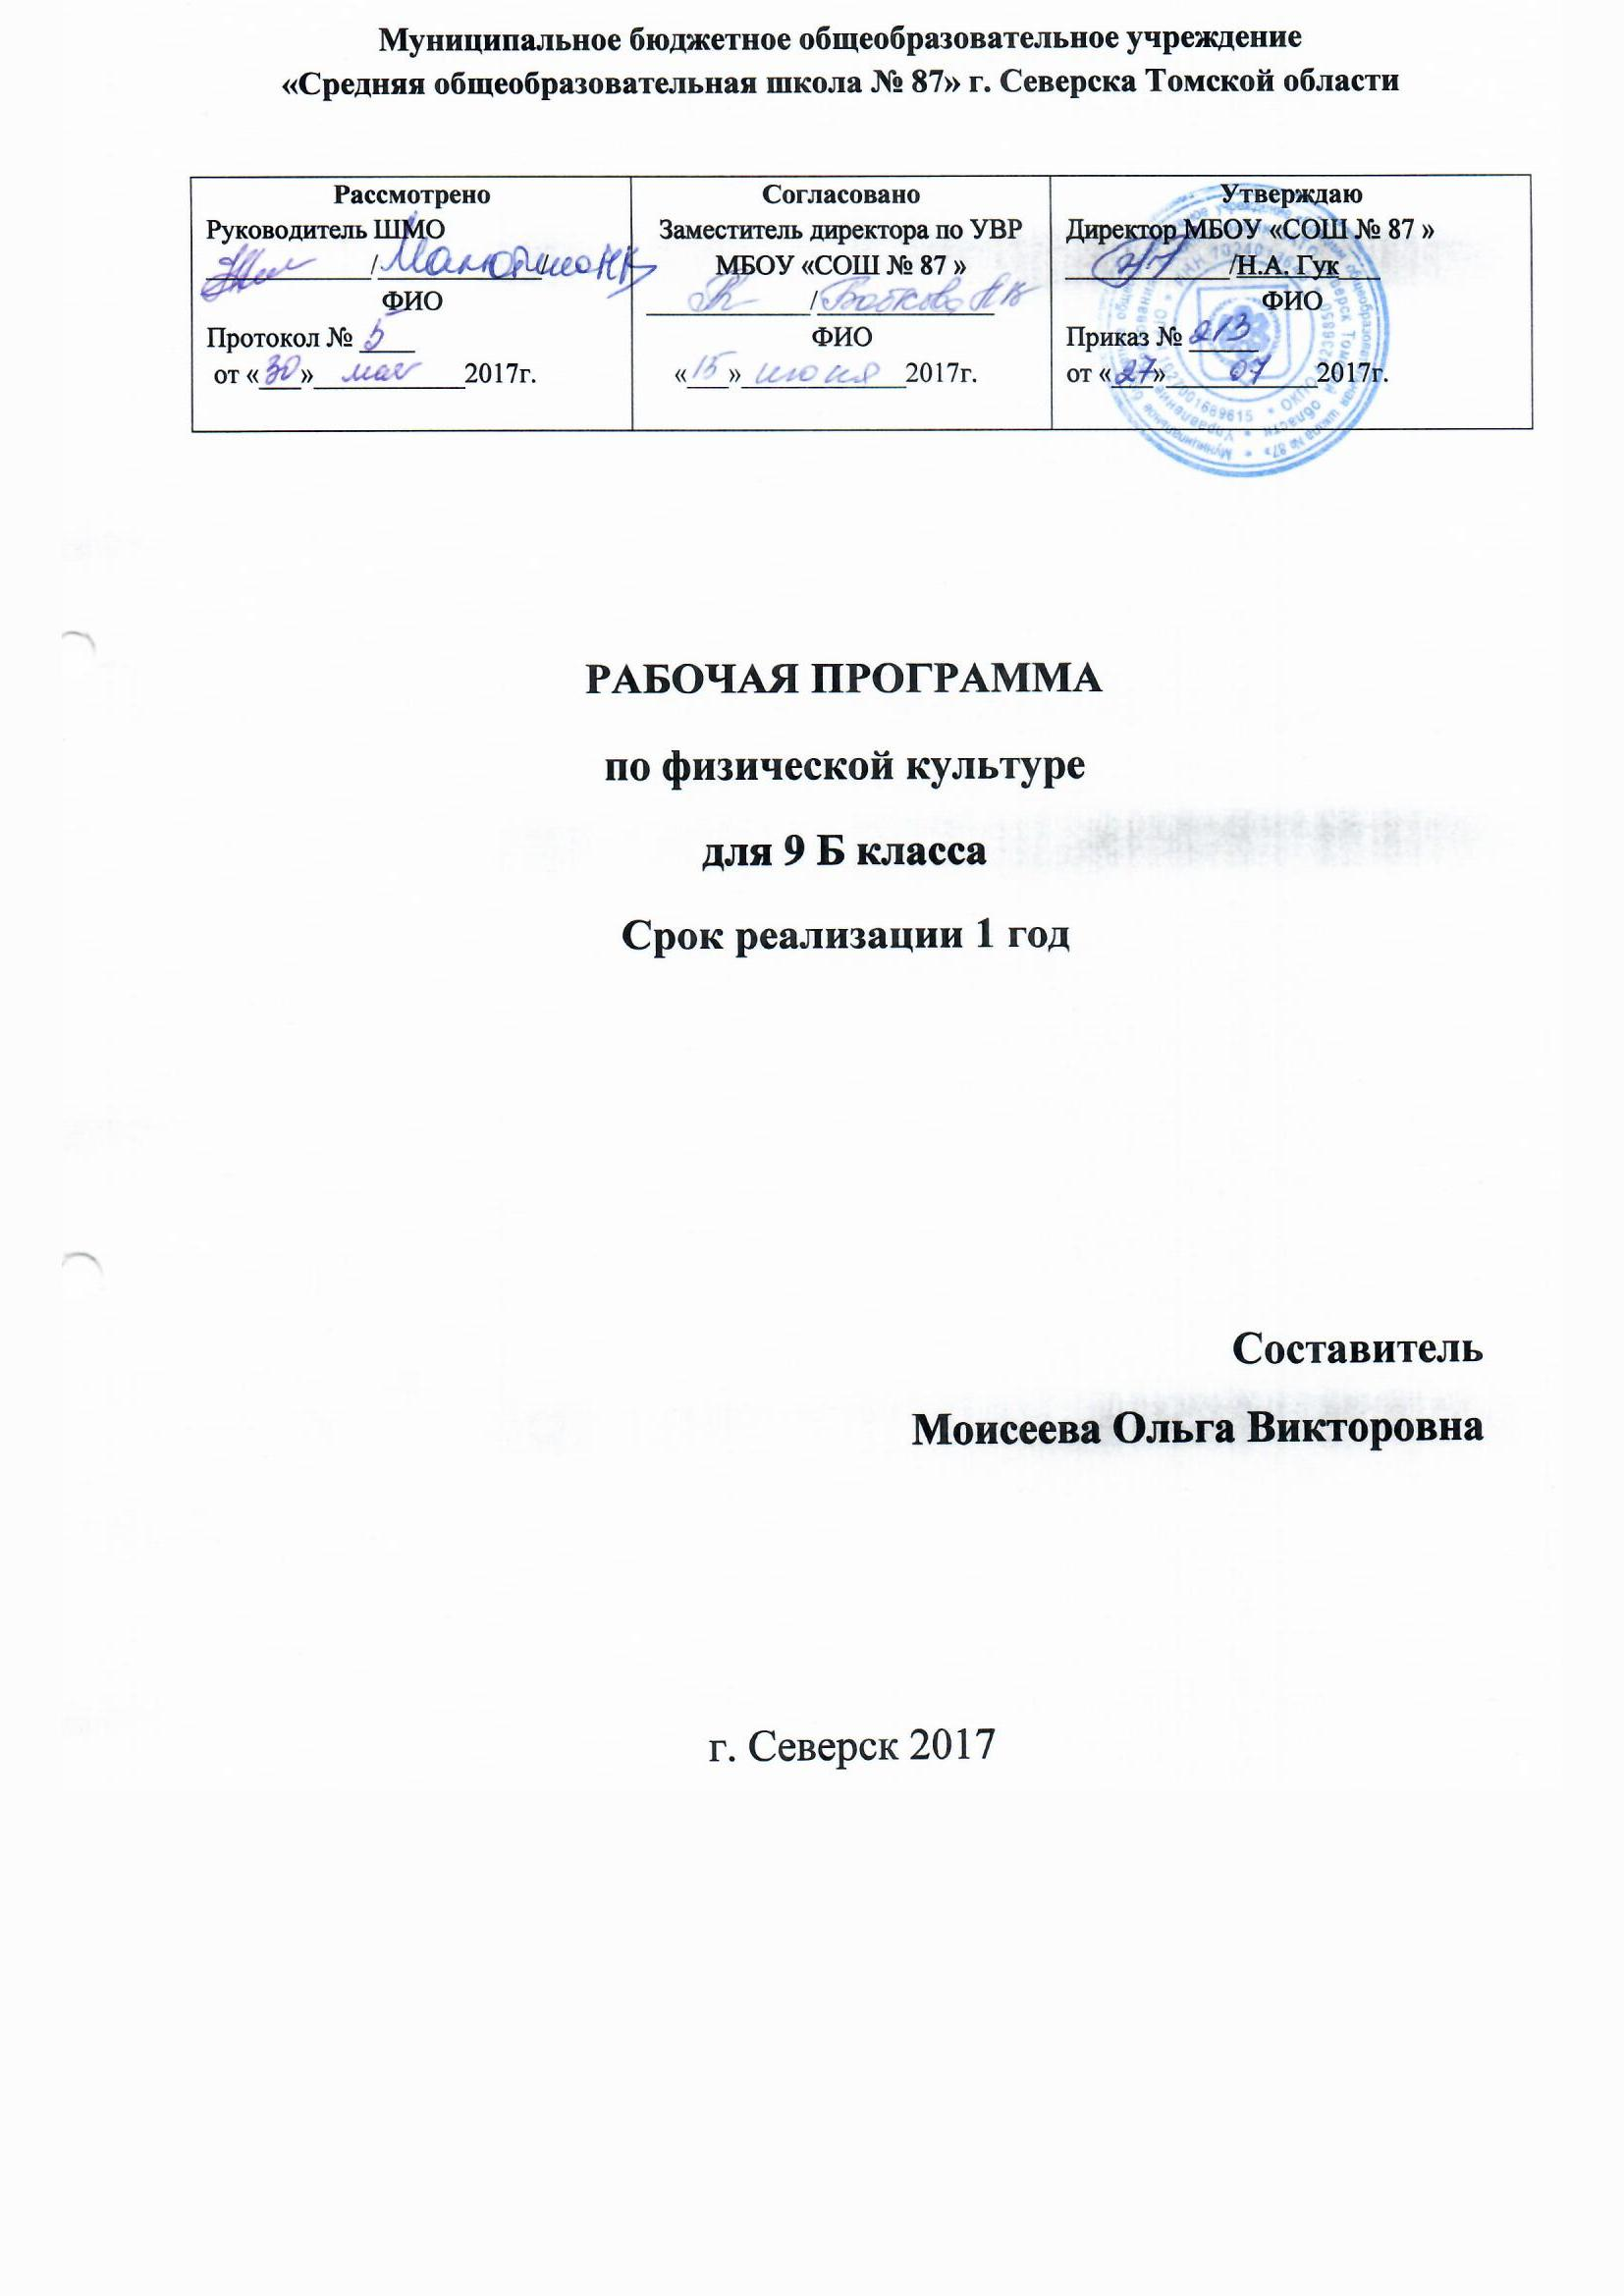 Муниципальное бюджетное общеобразовательное учреждение
«Средняя общеобразовательная школа № 87» г. Северска Томской области
Рассмотрено
Руководитель ШМО
/ /
ФИО
Протокол № 5
от «30» мая 2017г.
Согласовано
Заместитель директора по УВР
МБОУ «СОШ № 87 »
/
ФИО
«15» июня 2017г.
Утверждаю
Директор МБОУ «СОШ № 87 »
/Н.А. Гук
ФИО
Приказ № 213
от «27» 07 2017г.
РАБОЧАЯ ПРОГРАММА
по физической культуре
для 9 Б класса
Срок реализации 1 год
Составитель
Моисеева Ольга Викторовна
г. Северск 2017